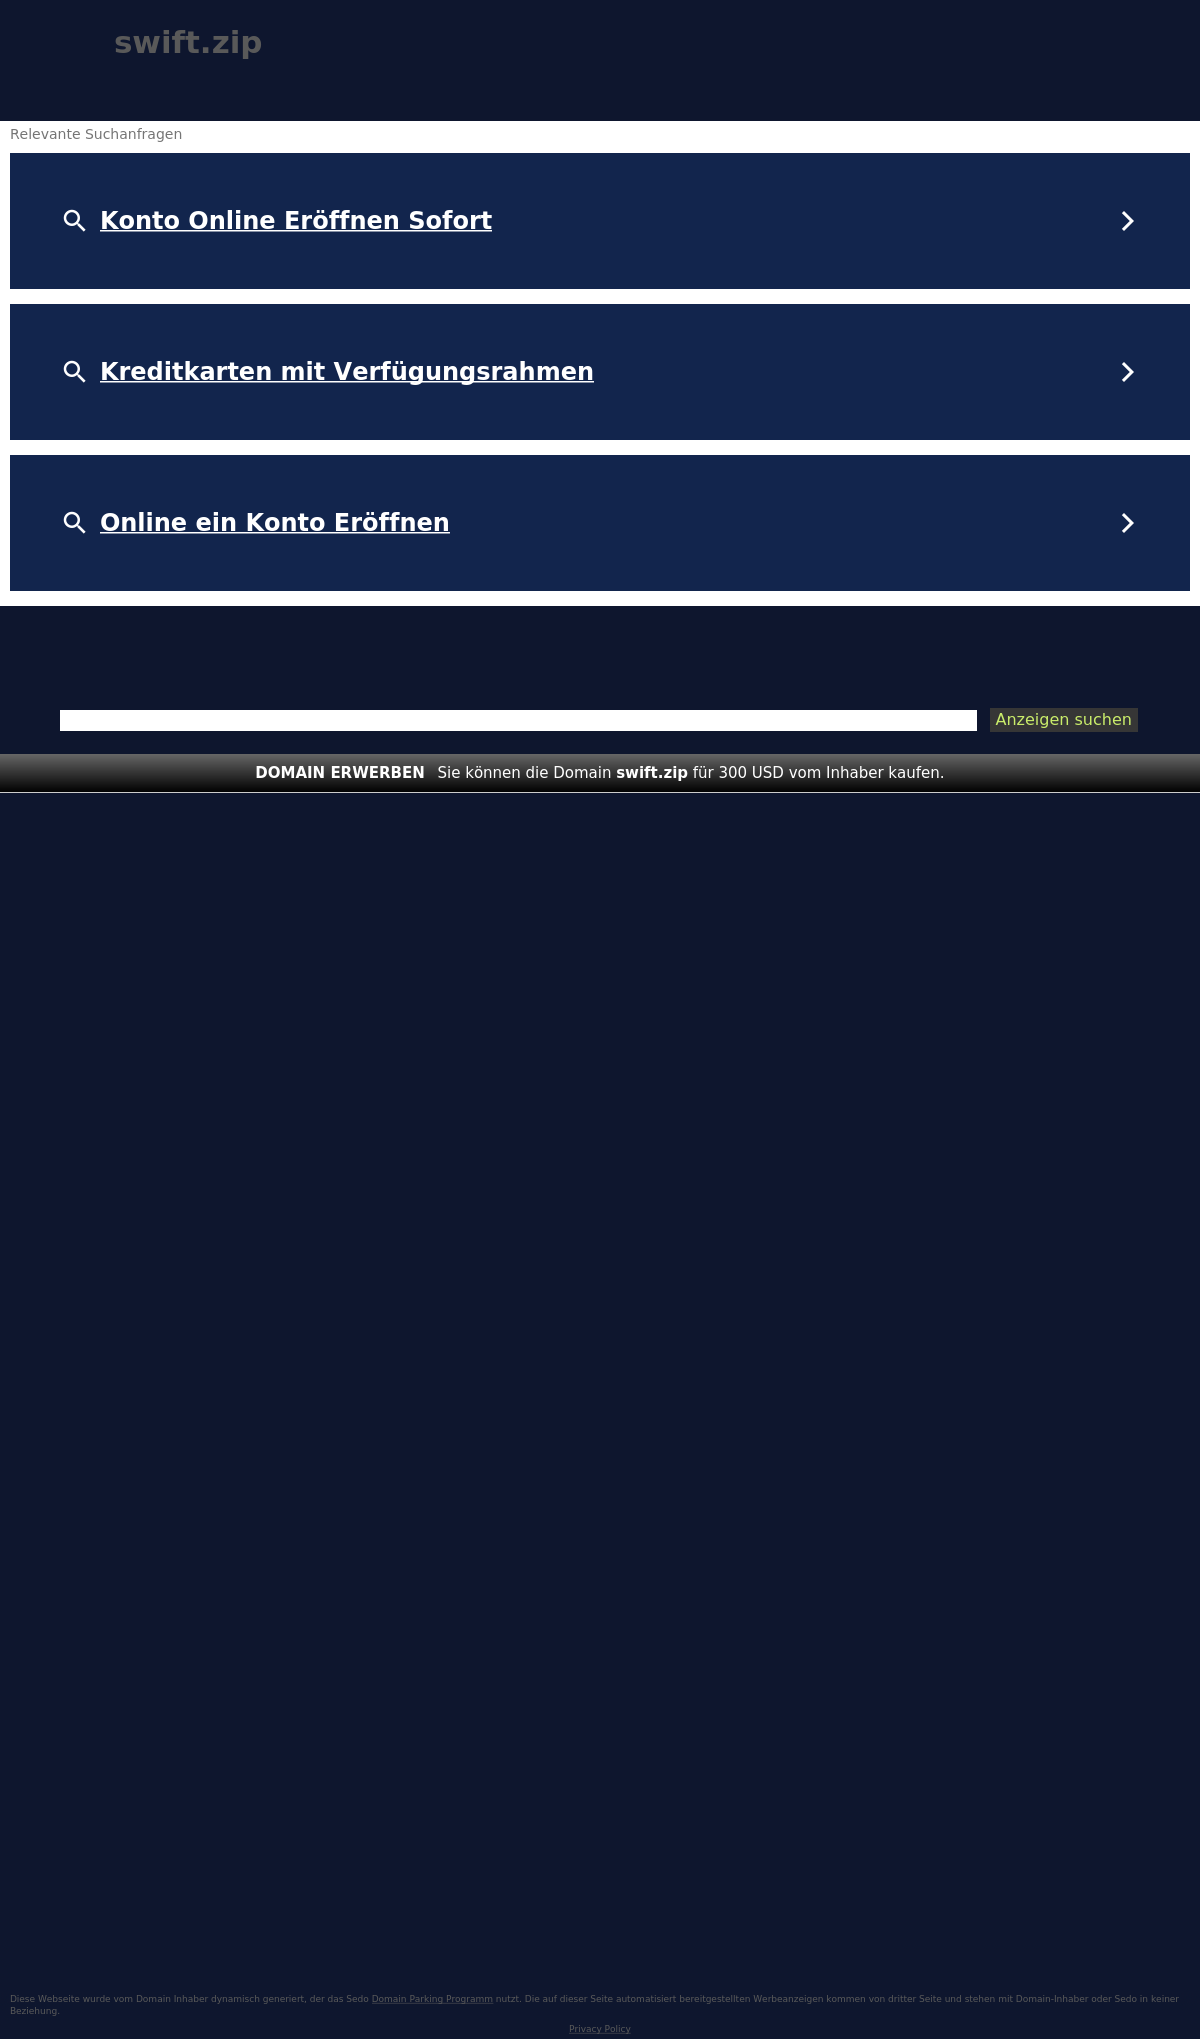 swift.zip
Relevante Suchanfragen
Konto Online Eröffnen Sofort
Kreditkarten mit Verfügungsrahmen
Online ein Konto Eröffnen
Anzeigen suchen
DOMAIN ERWERBEN Sie können die Domain swift.zip für 300 USD vom Inhaber kaufen.
Diese Webseite wurde vom Domain Inhaber dynamisch generiert, der das Sedo Domain Parking Programm nutzt. Die auf dieser Seite automatisiert bereitgestellten Werbeanzeigen kommen von dritter Seite und stehen mit Domain-Inhaber oder Sedo in keiner
Beziehung.
Privacy Policy